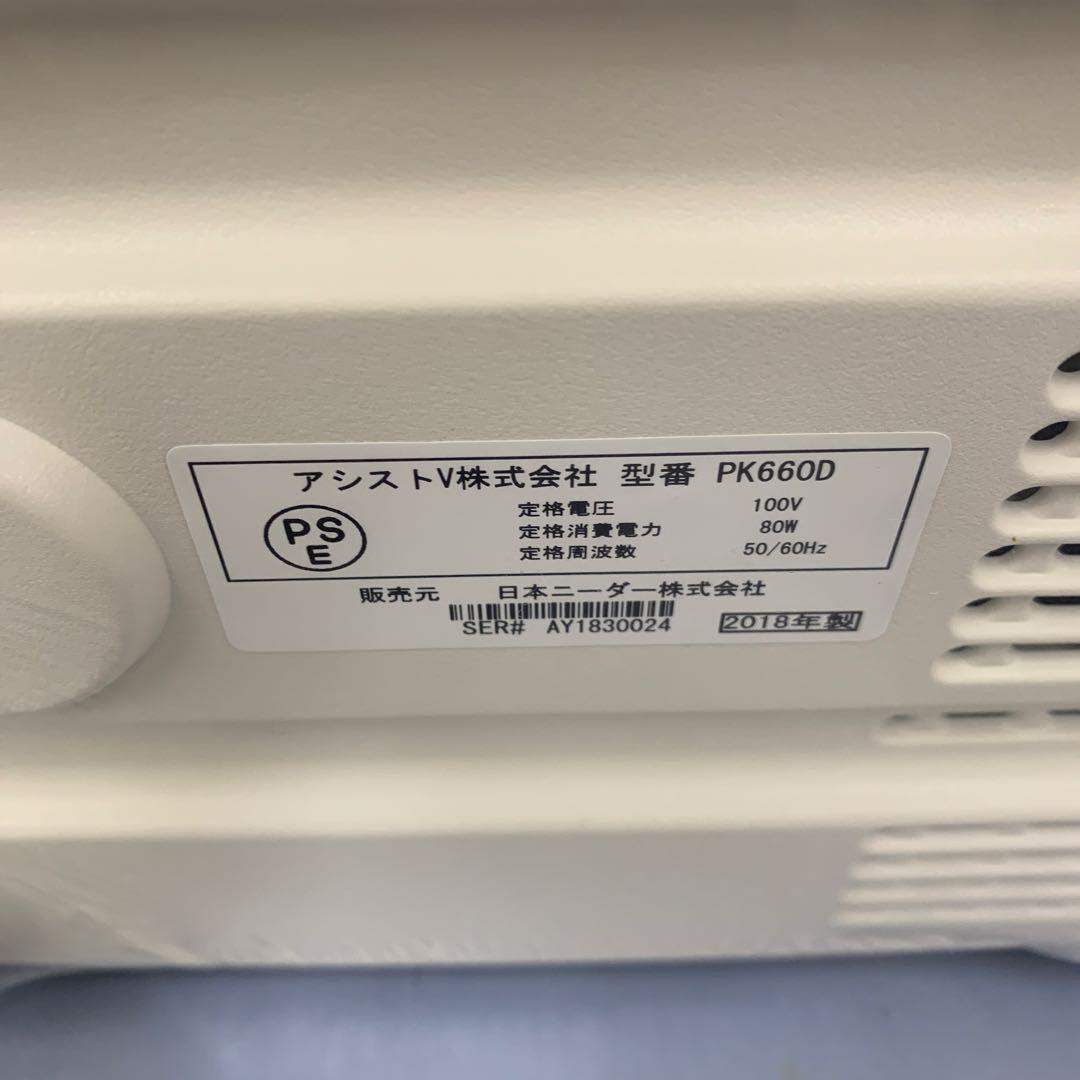 アシストV株式会社 型番 PK660D
PS
E
定格電圧 100V
定格消費電力 80W
定格周波数 50/60Hz
販売元 日本ニーダー株式会社
SER# AY1830024 2018年製